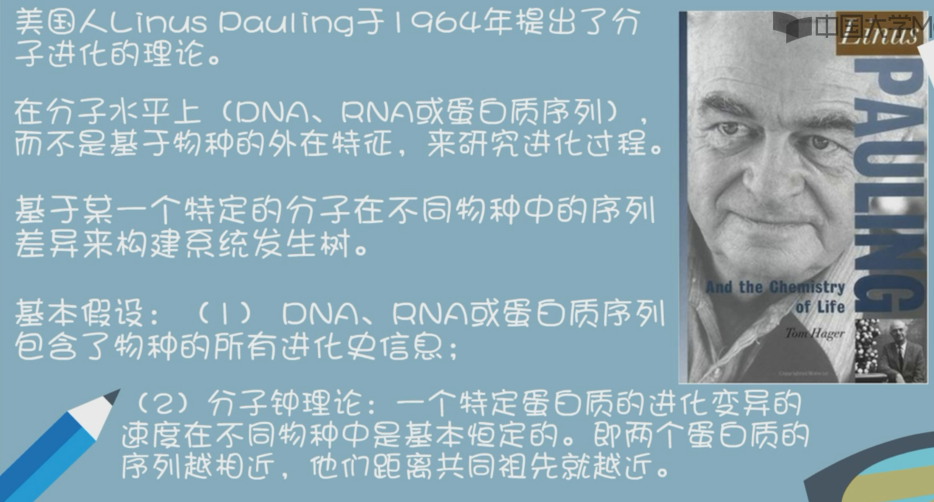 美国人Linus Pauling于1964年提出了分
子进化的理论。
在分子水平上（DNA、RNA或蛋白质序列），
而不是基于物种的外在特征，来研究进化过程。
基于某一个特定的分子在不同物种中的序列
差异来构建系统发生树。
基本假设：（1） DNA、RNA或蛋白质序列
包含了物种的所有进化史信息；
（2）分子钟理论：一个特定蛋白质的进化变异的
速度在不同物种中是基本恒定的。即两个蛋白质的
序列越相近，他们距离共同祖先就越近。
中国大学M
Linus
PAULING
And the Chemistry
of Life
Tom Hager